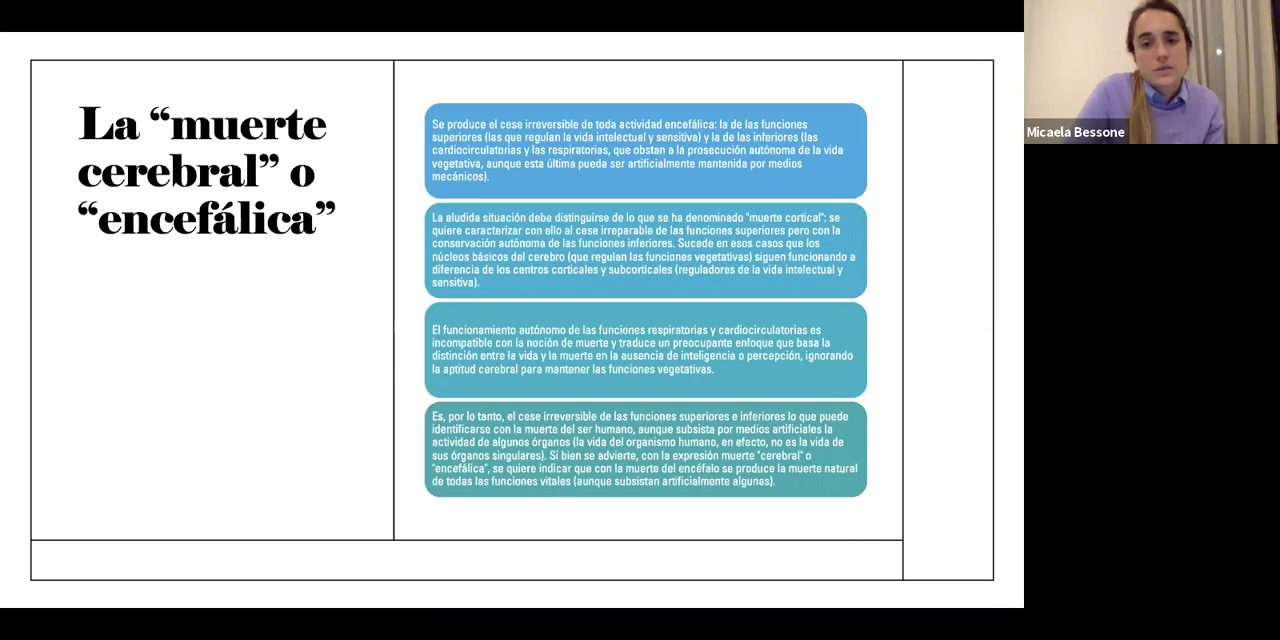 La “muerte
cerebral” o
“encefálica”
Se produce el cese irreversible de toda actividad encefálica: la de las funciones
superiores (las que regulan la vida intelectual y sensitiva) y la de las inferiores (las
cardiocirculatorias y las respiratorias, que obstan a la prosecución autónoma de la vida
vegetativa, aunque esta última pueda ser artificialmente mantenida por medios
mecánicos).
La aludida situación debe distinguirse de lo que se ha denominado "muerte cortical": se
quiere caracterizar con ello al cese irreparable de las funciones superiores pero con la
conservación autónoma de las funciones inferiores. Sucede en esos casos que los
núcleos básicos del cerebro (que regulan las funciones vegetativas) siguen funcionando a
diferencia de los centros corticales y subcorticales (reguladores de la vida intelectual y
sensitiva).
El funcionamiento autónomo de las funciones respiratorias y cardiocirculatorias es
incompatible con la noción de muerte y traduce un preocupante enfoque que basa la
distinción entre la vida y la muerte en la ausencia de inteligencia o percepción, ignorando
la aptitud cerebral para mantener las funciones vegetativas.
Es, por lo tanto, el cese irreversible de las funciones superiores e inferiores lo que puede
identificarse con la muerte del ser humano, aunque subsista por medios artificiales la
actividad de algunos órganos (la vida del organismo humano, en efecto, no es la vida de
sus órganos singulares). Si bien se advierte, con la expresión muerte "cerebral" o
"encefálica", se quiere indicar que con la muerte del encéfalo se produce la muerte natural
de todas las funciones vitales (aunque subsistan artificialmente algunas).
Micaela Bessone